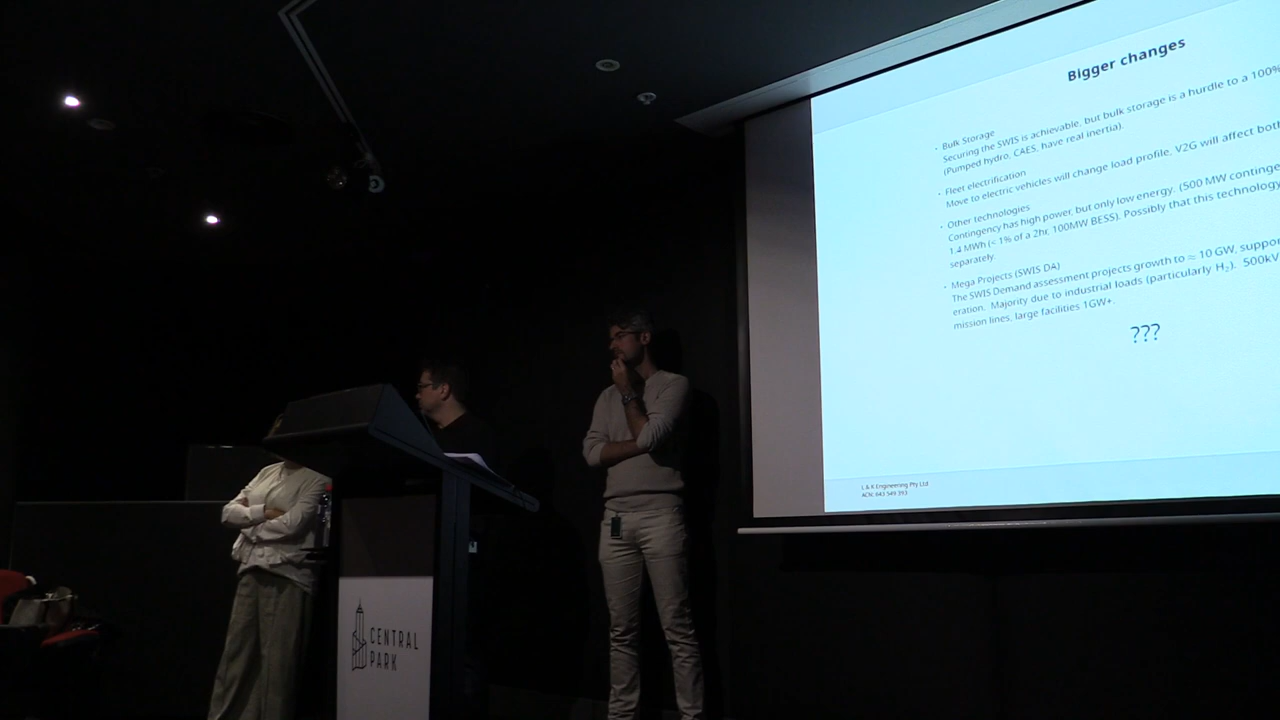 Bigger changes
• Bulk Storage
Securing the SWIS is achievable, but bulk storage is a hurdle to a 100%
(Pumped hydro, CAES, have real inertia).
• Fleet electrification
Move to electric vehicles will change load profile, V2G will affect both
• Other technologies
Contingency has high power, but only low energy. (500 MW continge
1.4 MWh (< 1% of a 2hr, 100MW BESS). Possibly that this technology
separately.
• Mega Projects (SWIS DA)
The SWIS Demand assessment projects growth to ≈ 10 GW, suppor
eration. Majority due to industrial loads (particularly H₂). 500kV
mission lines, large facilities 1GW+.
???
L & K Engineering Pty Ltd
ACN: 643 549 393
CENTRAL
PARK